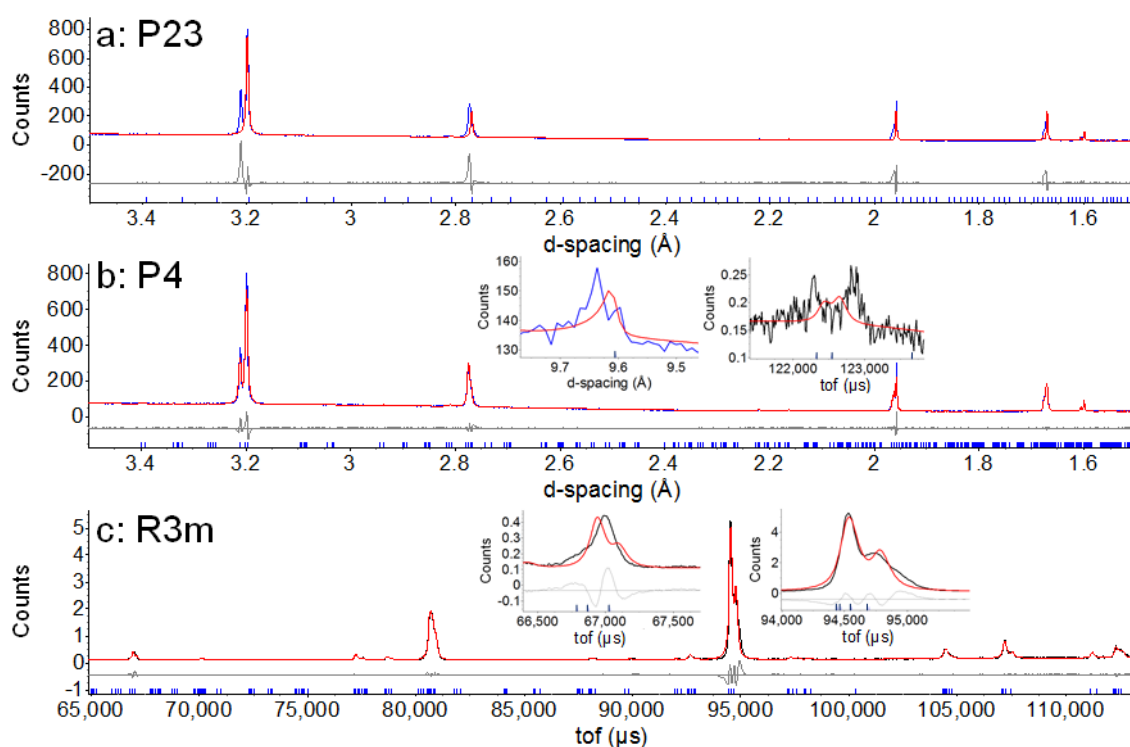 a: P23
Counts
800
600
400
200
0
-200
3.4 3.2 3 2.8 2.6 2.4 2.2 2 1.8 1.6
d-spacing (Å)
b: P4
Counts
800
600
400
200
0
Counts
160
150
140
130
9.7 9.6 9.5
d-spacing (Å)
Counts
0.25
0.2
0.15
0.1
122,000 123,000
tof (µs)
3.4 3.2 3 2.8 2.6 2.4 2.2 2 1.8 1.6
d-spacing (Å)
c: R3m
Counts
5
4
3
2
1
0
-1
Counts
0.4
0.3
0.2
0.1
0
-0.1
66,500 67,000 67,500
tof (µs)
Counts
4
2
0
94,000 94,500 95,000
tof (µs)
65,000 70,000 75,000 80,000 85,000 90,000 95,000 100,000 105,000 110,000
tof (µs)